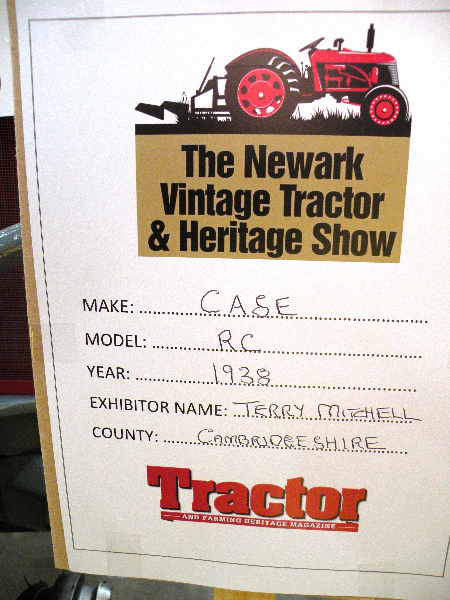 The Newark
Vintage Tractor
& Heritage Show
MAKE: CASE
MODEL: RC
YEAR: 1938
EXHIBITOR NAME: TERRY MITCHELL
COUNTY: CAMBRIDGESHIRE
Tractor
AND FARMING HERITAGE MAGAZINE